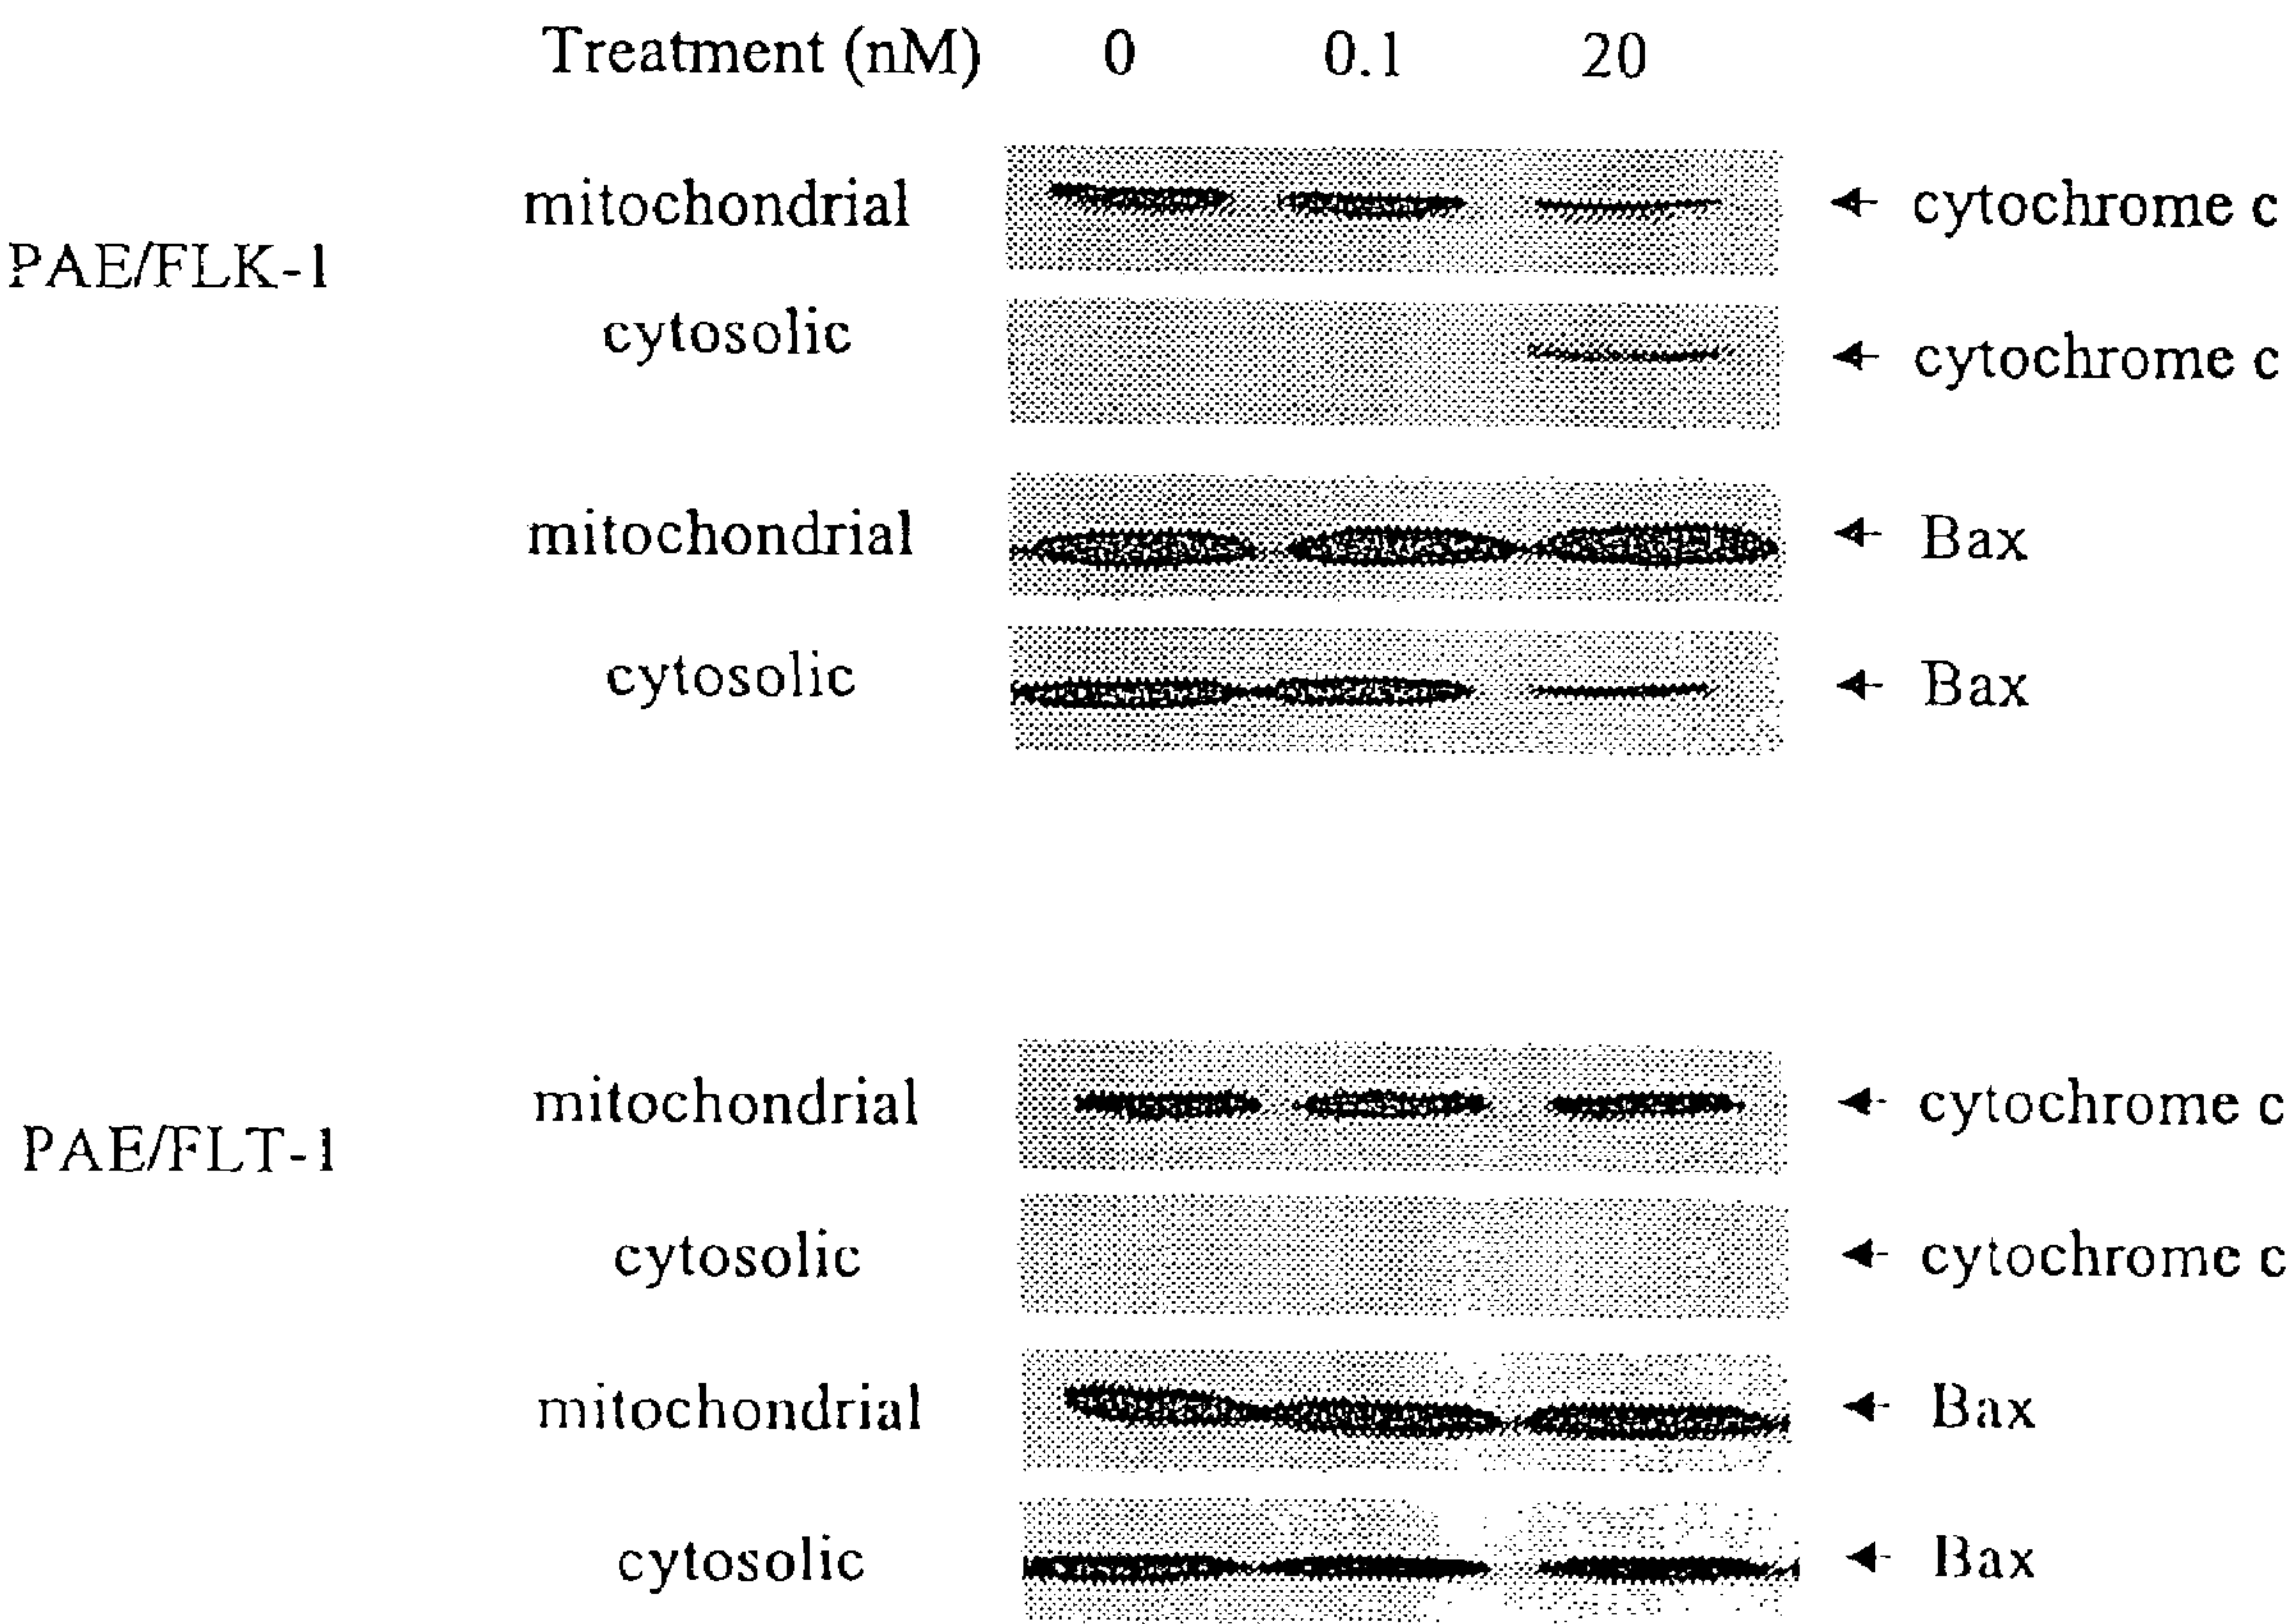 Treatment (nM) 0 0.1 20
mitochondrial ← cytochrome c
PAE/FLK-1
cytosolic ← cytochrome c
mitochondrial ← Bax
cytosolic ← Bax
mitochondrial ← cytochrome c
PAE/FLT-1
cytosolic ← cytochrome c
mitochondrial ← Bax
cytosolic ← Bax